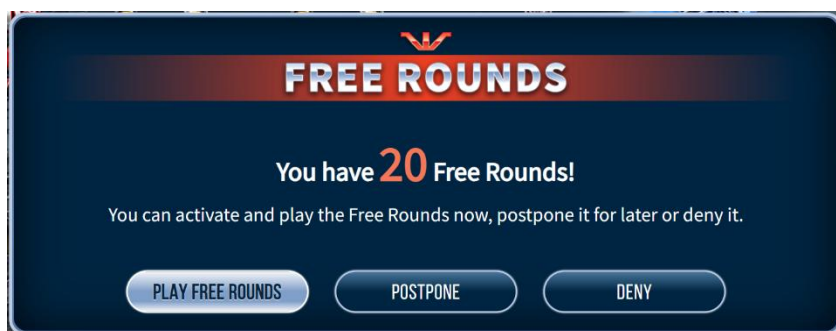 FREE ROUNDS
You have 20 Free Rounds!
You can activate and play the Free Rounds now, postpone it for later or deny it.
PLAY FREE ROUNDS
POSTPONE
DENY